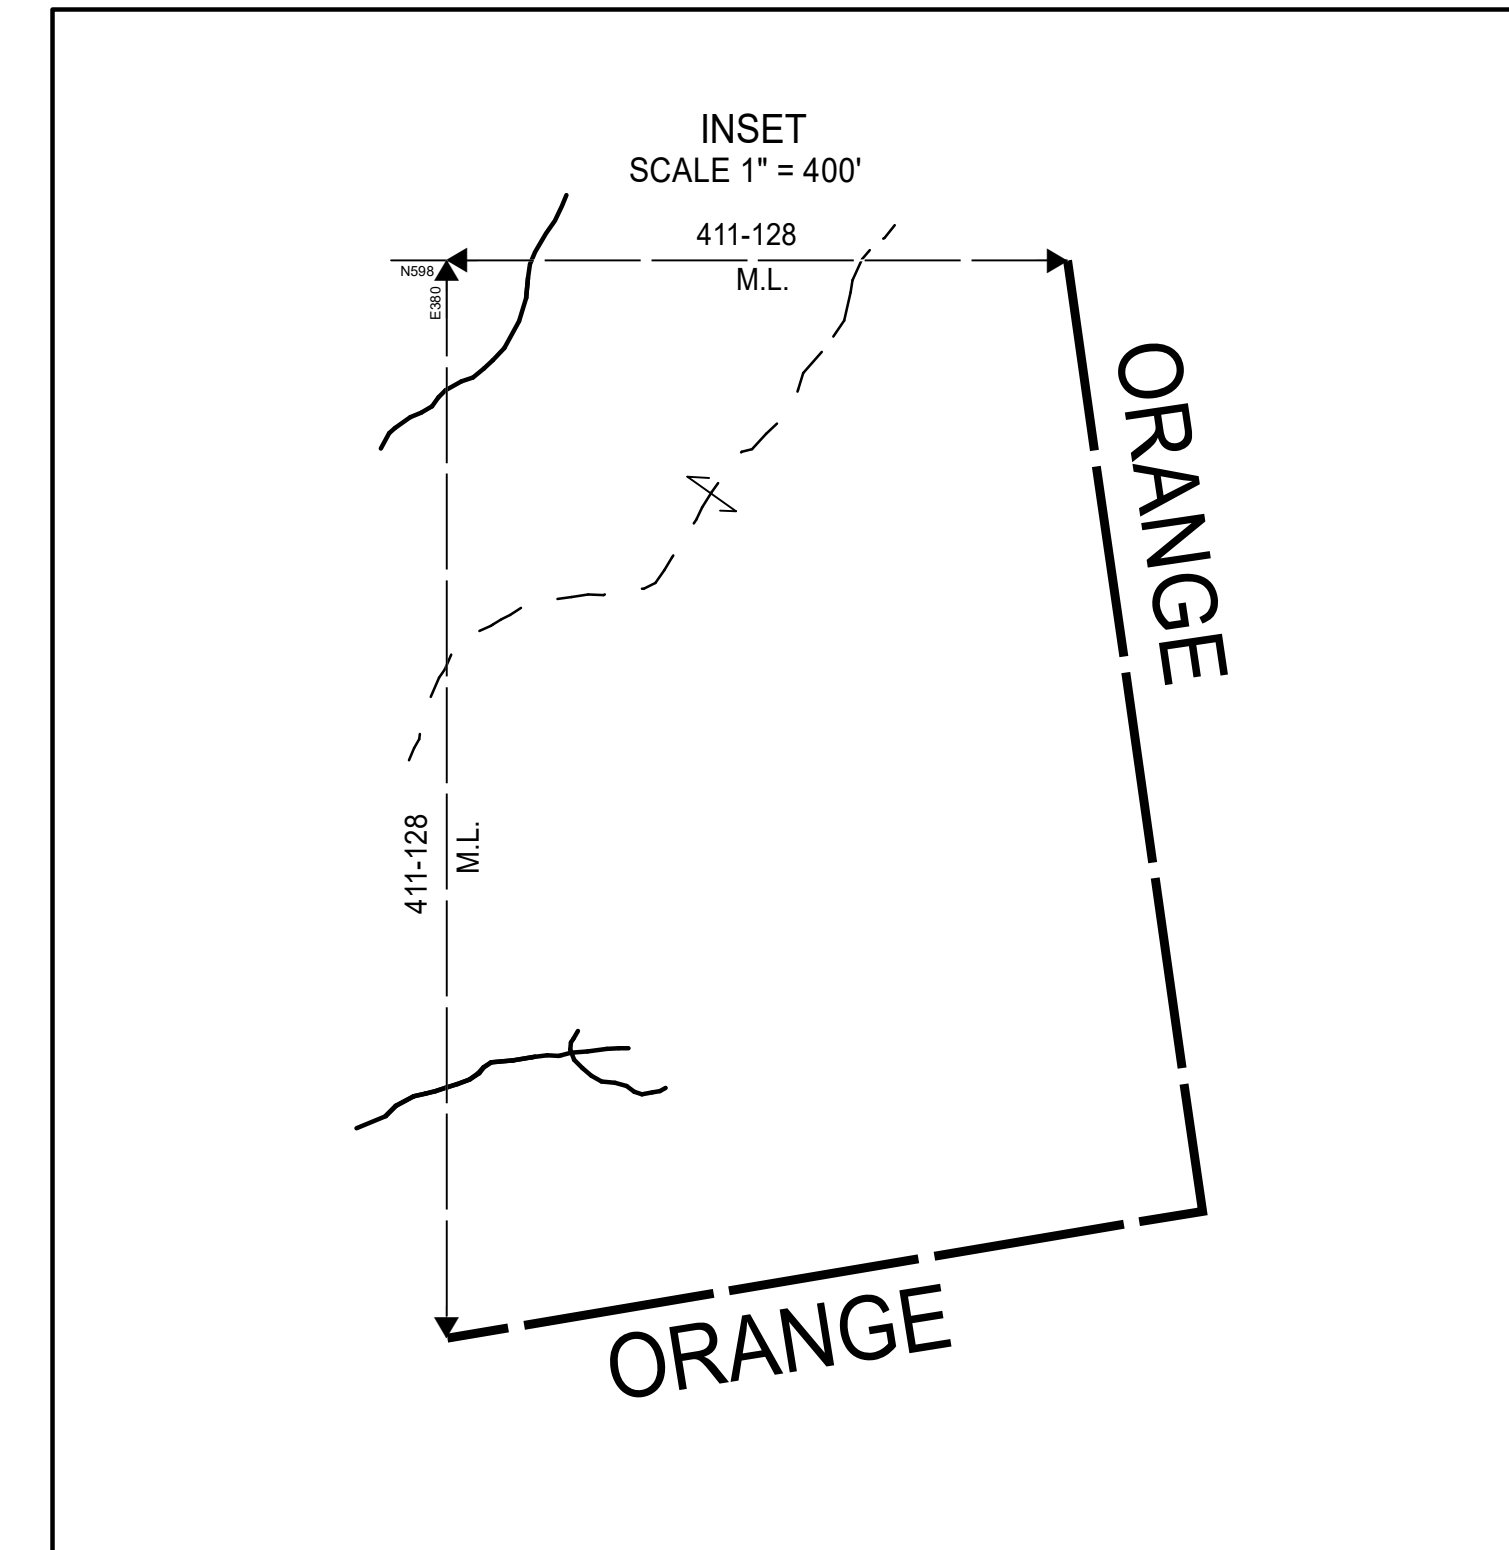 INSET
SCALE 1" = 400'
411-128
M.L.
N598
E380
ORANGE
411-128
M.L.
ORANGE